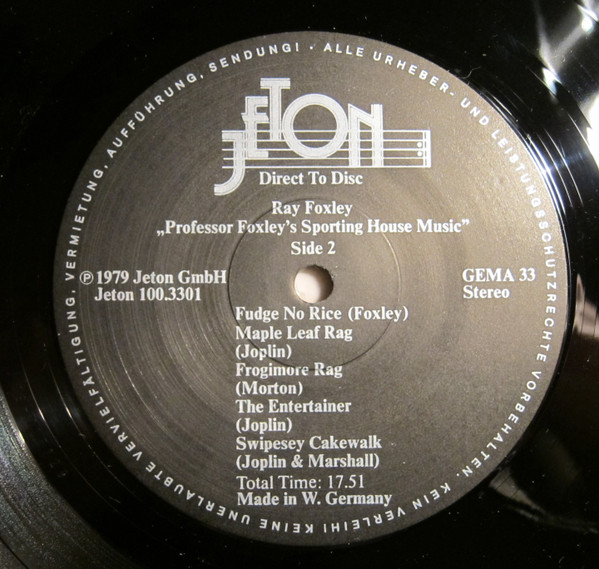 JETON
Direct To Disc
Ray Foxley
„Professor Foxley's Sporting House Music”
Side 2
℗ 1979 Jeton GmbH
Jeton 100.3301
GEMA 33
Stereo
Fudge No Rice (Foxley)
Maple Leaf Rag
(Joplin)
Frogimore Rag
(Morton)
The Entertainer
(Joplin)
Swipesey Cakewalk
(Joplin & Marshall)
Total Time: 17.51
Made in W. Germany
ALLE URHEBER- UND LEISTUNGSSCHUTZRECHTE VORBEHALTEN. KEIN VERLEIH! KEINE UNERLAUBTE VERVIELFÄLTIGUNG, VERMIETUNG, AUFFÜHRUNG, SENDUNG! ·